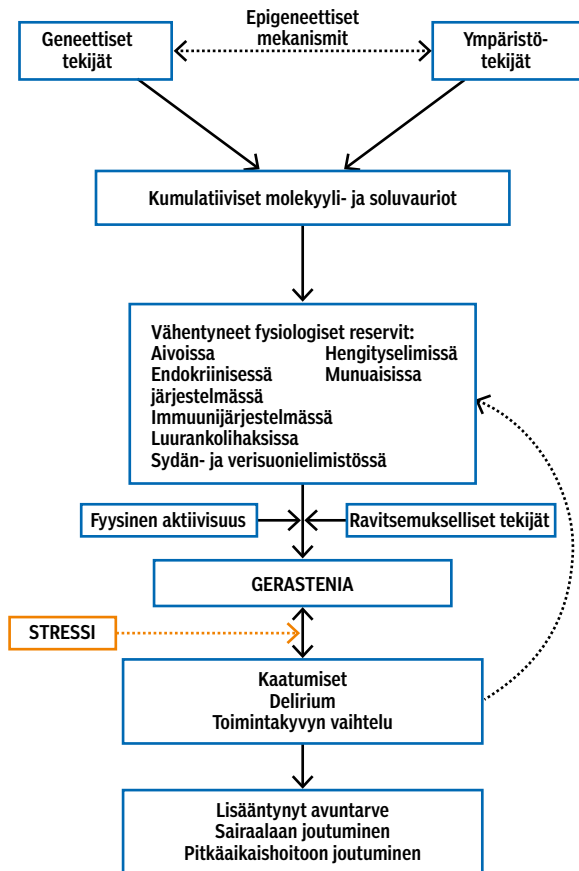 Epigeneettiset
mekanismit
Geneettiset
tekijät
Ympäristö-
tekijät
Kumulatiiviset molekyyli- ja soluvauriot
Vähentyneet fysiologiset reservit:
Aivoissa
Endokriinisessä
järjestelmässä
Immuunijärjestelmässä
Luurankolihaksissa
Sydän- ja verisuonielimistössä
Hengityselimissä
Munuaisissa
Fyysinen aktiivisuus
Ravitsemukselliset tekijät
GERASTENIA
STRESSI
Kaatumiset
Delirium
Toimintakyvyn vaihtelu
Lisääntynyt avuntarve
Sairaalaan joutuminen
Pitkäaikaishoitoon joutuminen